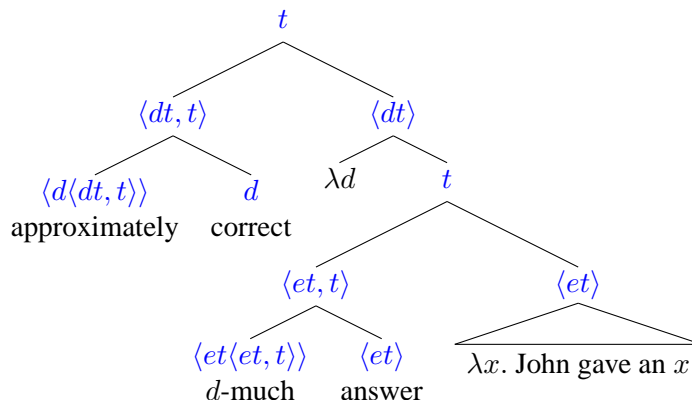 t
⟨dt, t⟩ ⟨dt⟩
⟨d⟨dt, t⟩⟩ d λd t
approximately correct
⟨et, t⟩ ⟨et⟩
⟨et⟨et, t⟩⟩ ⟨et⟩ λx. John gave an x
d-much answer